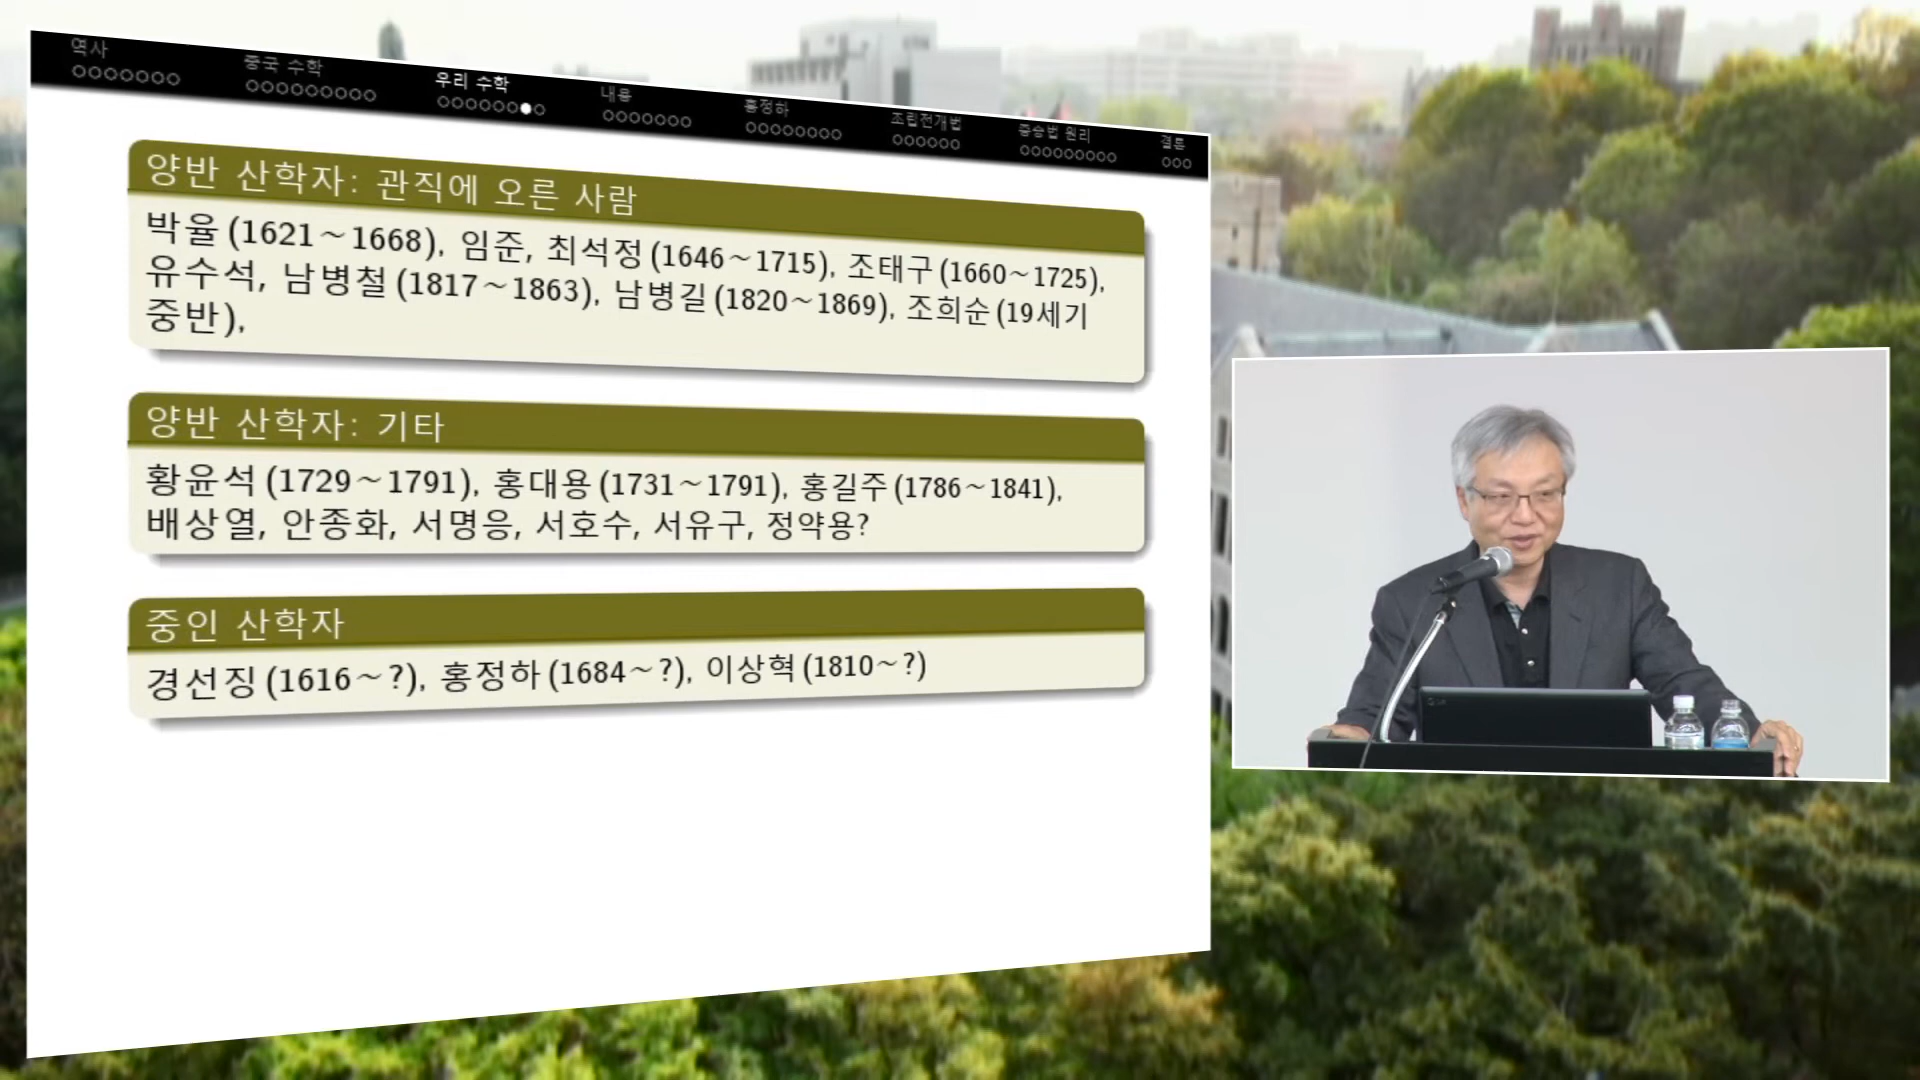 역사
중국 수학
우리 수학
내용
홍정하
조립전개법
증승법 원리
결론
양반 산학자: 관직에 오른 사람
박율 (1621～1668), 임준, 최석정 (1646～1715), 조태구 (1660～1725),
유수석, 남병철 (1817～1863), 남병길 (1820～1869), 조희순 (19세기
중반),
양반 산학자: 기타
황윤석 (1729～1791), 홍대용 (1731～1791), 홍길주 (1786～1841),
배상열, 안종화, 서명응, 서호수, 서유구, 정약용?
중인 산학자
경선징 (1616～?), 홍정하 (1684～?), 이상혁 (1810～?)